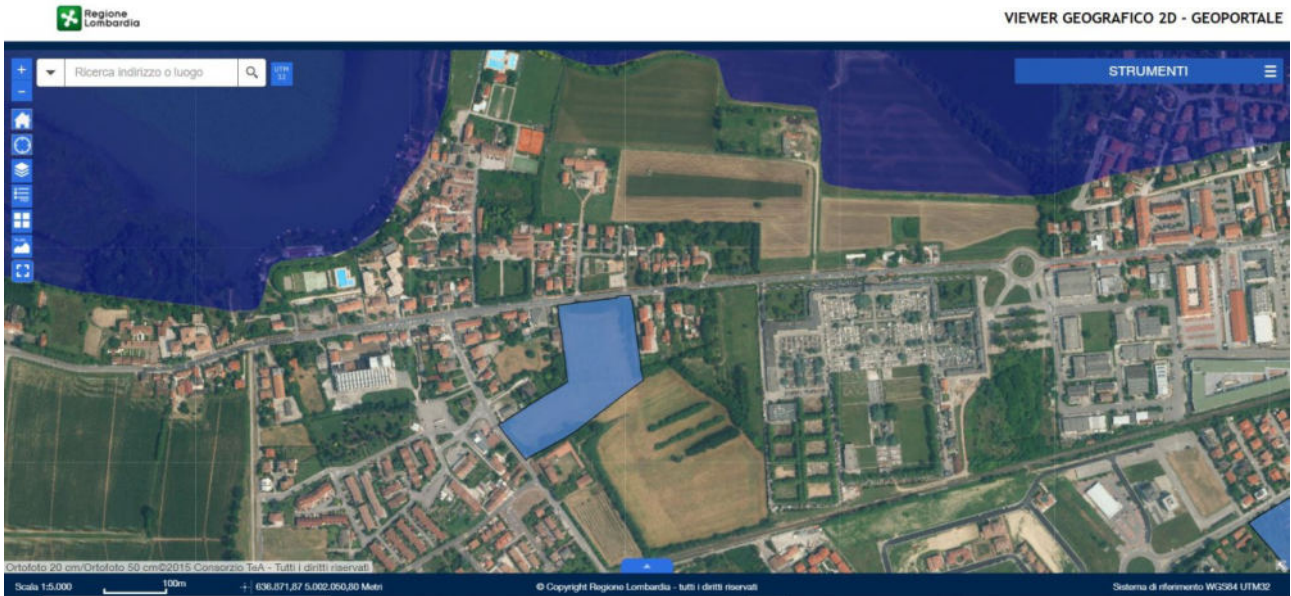 Regione
Lombardia
VIEWER GEOGRAFICO 2D - GEOPORTALE
Ricerca indirizzo o luogo
UTM
32
STRUMENTI
Ortofoto 20 cm/Ortofoto 50 cm©2015 Consorzio TeA - Tutti i diritti riservati
Scala 1:5.000
100m
636.871,87 5.002.050,80 Metri
© Copyright Regione Lombardia - tutti i diritti riservati
Sistema di riferimento WGS84 UTM32